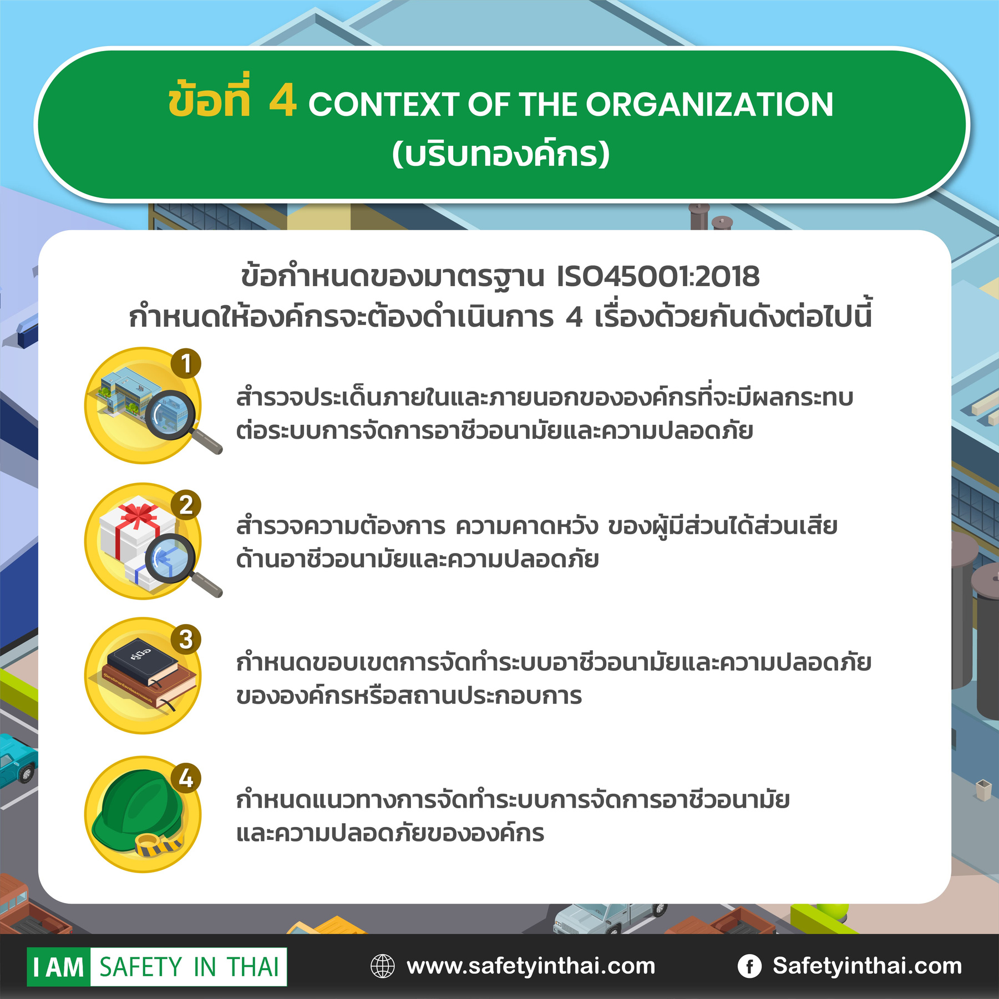 ข้อที่ 4 CONTEXT OF THE ORGANIZATION
(บริบทองค์กร)
ข้อกำหนดของมาตรฐาน ISO45001:2018
กำหนดให้องค์กรจะต้องดำเนินการ 4 เรื่องด้วยกันดังต่อไปนี้
1
สำรวจประเด็นภายในและภายนอกขององค์กรที่จะมีผลกระทบ
ต่อระบบการจัดการอาชีวอนามัยและความปลอดภัย
2
สำรวจความต้องการ ความคาดหวัง ของผู้มีส่วนได้ส่วนเสีย
ด้านอาชีวอนามัยและความปลอดภัย
3
คู่มือ
กำหนดขอบเขตการจัดทำระบบอาชีวอนามัยและความปลอดภัย
ขององค์กรหรือสถานประกอบการ
4
กำหนดแนวทางการจัดทำระบบการจัดการอาชีวอนามัย
และความปลอดภัยขององค์กร
I AM SAFETY IN THAI
www.safetyinthai.com
Safetyinthai.com